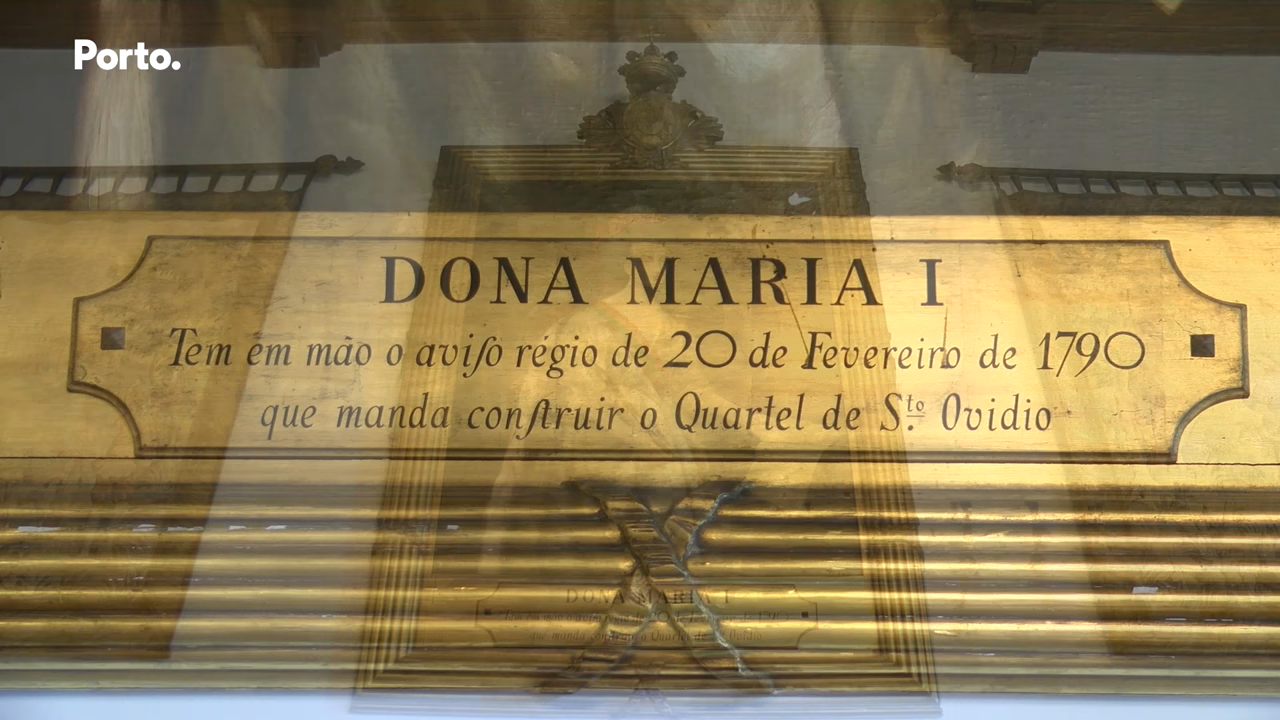 Porto.
DONA MARIA I
Tem em mão o aviſo régio de 20 de Fevereiro de 1790
que manda conſtruir o Quartel de Sto. Ovidio
DONA MARIA I